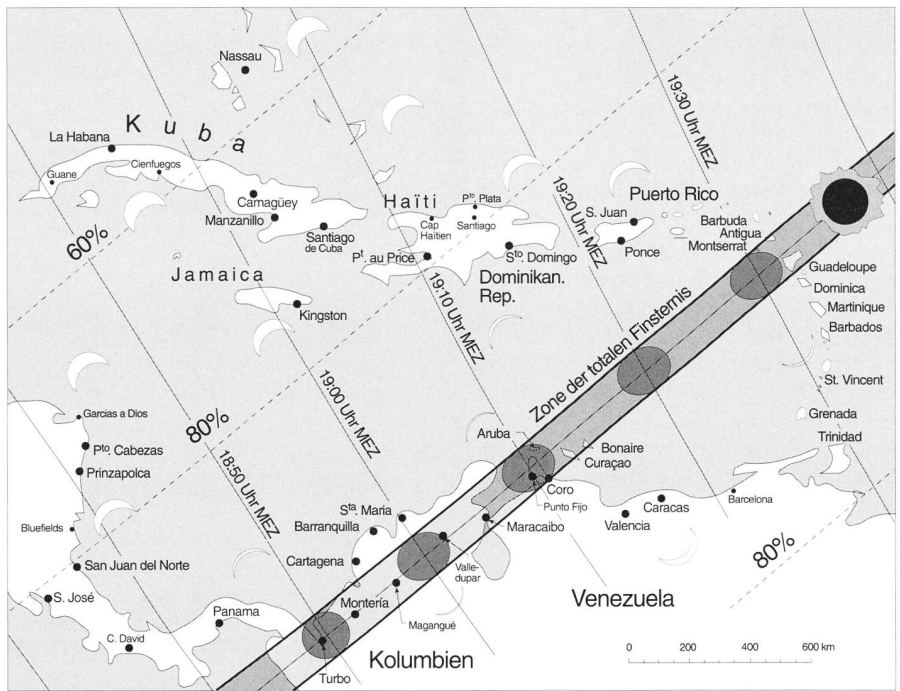 Nassau
Kuba
La Habana
Cienfuegos
Guane
Camagüey
Manzanillo
Santiago
de Cuba
Haïti
Pto. Plata
Cap
Haïtien
Santiago
Pt. au Price
Sto. Domingo
Dominikan.
Rep.
Puerto Rico
S. Juan
Ponce
Barbuda
Antigua
Montserrat
Guadeloupe
Dominica
Martinique
Barbados
St. Vincent
Grenada
Trinidad
Jamaica
Kingston
60%
80%
18:50 Uhr MEZ
19:00 Uhr MEZ
19:10 Uhr MEZ
19:20 Uhr MEZ
19:30 Uhr MEZ
Zone der totalen Finsternis
Garcias a Dios
Pto. Cabezas
Prinzapolca
Bluefields
San Juan del Norte
S. José
C. David
Panama
Aruba
Bonaire
Curaçao
Coro
Punto Fijo
Sta. Maria
Barranquilla
Cartagena
Maracaibo
Valle-
dupar
Montería
Magangué
Turbo
Kolumbien
Venezuela
Valencia
Caracas
Barcelona
80%
0 200 400 600 km